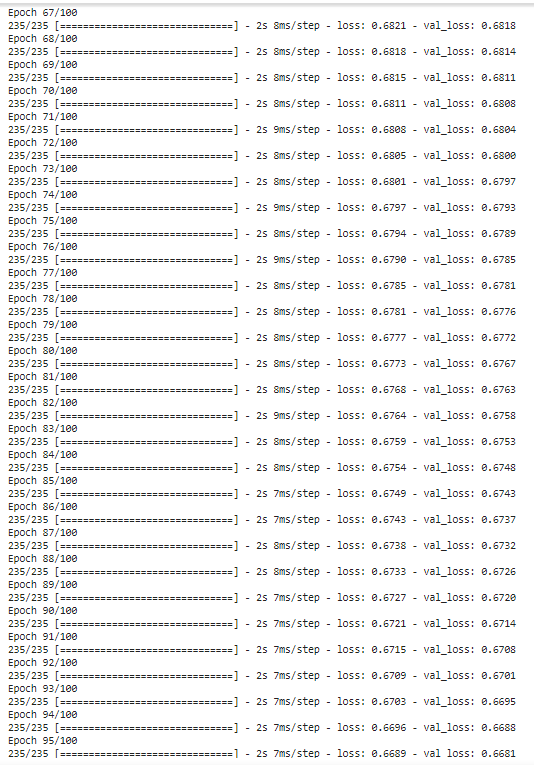 Epoch 67/100
235/235 [==============================] - 2s 8ms/step - loss: 0.6821 - val_loss: 0.6818
Epoch 68/100
235/235 [==============================] - 2s 8ms/step - loss: 0.6818 - val_loss: 0.6814
Epoch 69/100
235/235 [==============================] - 2s 8ms/step - loss: 0.6815 - val_loss: 0.6811
Epoch 70/100
235/235 [==============================] - 2s 8ms/step - loss: 0.6811 - val_loss: 0.6808
Epoch 71/100
235/235 [==============================] - 2s 9ms/step - loss: 0.6808 - val_loss: 0.6804
Epoch 72/100
235/235 [==============================] - 2s 8ms/step - loss: 0.6805 - val_loss: 0.6800
Epoch 73/100
235/235 [==============================] - 2s 8ms/step - loss: 0.6801 - val_loss: 0.6797
Epoch 74/100
235/235 [==============================] - 2s 9ms/step - loss: 0.6797 - val_loss: 0.6793
Epoch 75/100
235/235 [==============================] - 2s 8ms/step - loss: 0.6794 - val_loss: 0.6789
Epoch 76/100
235/235 [==============================] - 2s 9ms/step - loss: 0.6790 - val_loss: 0.6785
Epoch 77/100
235/235 [==============================] - 2s 8ms/step - loss: 0.6785 - val_loss: 0.6781
Epoch 78/100
235/235 [==============================] - 2s 8ms/step - loss: 0.6781 - val_loss: 0.6776
Epoch 79/100
235/235 [==============================] - 2s 8ms/step - loss: 0.6777 - val_loss: 0.6772
Epoch 80/100
235/235 [==============================] - 2s 8ms/step - loss: 0.6773 - val_loss: 0.6767
Epoch 81/100
235/235 [==============================] - 2s 8ms/step - loss: 0.6768 - val_loss: 0.6763
Epoch 82/100
235/235 [==============================] - 2s 9ms/step - loss: 0.6764 - val_loss: 0.6758
Epoch 83/100
235/235 [==============================] - 2s 8ms/step - loss: 0.6759 - val_loss: 0.6753
Epoch 84/100
235/235 [==============================] - 2s 8ms/step - loss: 0.6754 - val_loss: 0.6748
Epoch 85/100
235/235 [==============================] - 2s 7ms/step - loss: 0.6749 - val_loss: 0.6743
Epoch 86/100
235/235 [==============================] - 2s 7ms/step - loss: 0.6743 - val_loss: 0.6737
Epoch 87/100
235/235 [==============================] - 2s 8ms/step - loss: 0.6738 - val_loss: 0.6732
Epoch 88/100
235/235 [==============================] - 2s 8ms/step - loss: 0.6733 - val_loss: 0.6726
Epoch 89/100
235/235 [==============================] - 2s 7ms/step - loss: 0.6727 - val_loss: 0.6720
Epoch 90/100
235/235 [==============================] - 2s 7ms/step - loss: 0.6721 - val_loss: 0.6714
Epoch 91/100
235/235 [==============================] - 2s 7ms/step - loss: 0.6715 - val_loss: 0.6708
Epoch 92/100
235/235 [==============================] - 2s 7ms/step - loss: 0.6709 - val_loss: 0.6701
Epoch 93/100
235/235 [==============================] - 2s 7ms/step - loss: 0.6703 - val_loss: 0.6695
Epoch 94/100
235/235 [==============================] - 2s 7ms/step - loss: 0.6696 - val_loss: 0.6688
Epoch 95/100
235/235 [==============================] - 2s 7ms/step - loss: 0.6689 - val_loss: 0.6681